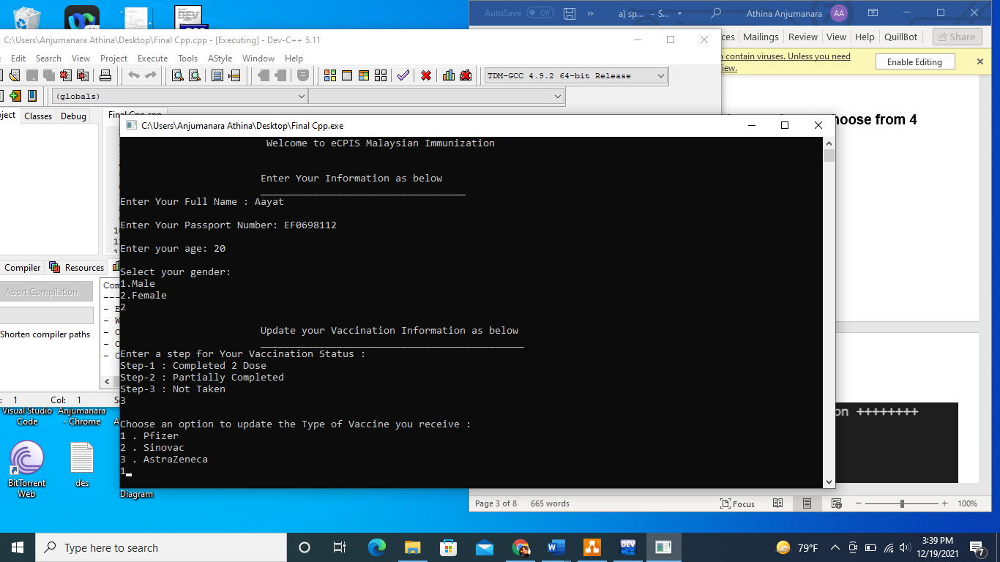 AutoSave Off a) sp... - S... Athina Anjumanara AA
C:\Users\Anjumanara Athina\Desktop\Final Cpp.cpp - [Executing] - Dev-C++ 5.11
Edit Search View Project Execute Tools AStyle Window Help
Mailings Review View Help QuillBot Share
contain viruses. Unless you need
Enable Editing
TDM-GCC 4.9.2 64-bit Release
(globals)
Classes Debug
hoose from 4
C:\Users\Anjumanara Athina\Desktop\Final Cpp.exe
Welcome to eCPIS Malaysian Immunization
Enter Your Information as below
___________________________________
Enter Your Full Name : Aayat
Enter Your Passport Number: EF0698112
Enter your age: 20
Select your gender:
1.Male
2.Female
2
Update your Vaccination Information as below
_____________________________________________
Enter a step for Your Vaccination Status :
Step-1 : Completed 2 Dose
Step-2 : Partially Completed
Step-3 : Not Taken
3
Choose an option to update the Type of Vaccine you receive :
1 . Pfizer
2 . Sinovac
3 . AstraZeneca
1
Compiler Resources
Abort Compilation
Shorten compiler paths
: 1 Col: 1
on ++++++++
Visual Studio Code
Anjumanara - Chrome
BitTorrent Web
des
Diagram
Page 3 of 8 665 words Focus 100%
Type here to search
79°F
3:39 PM
12/19/2021
7